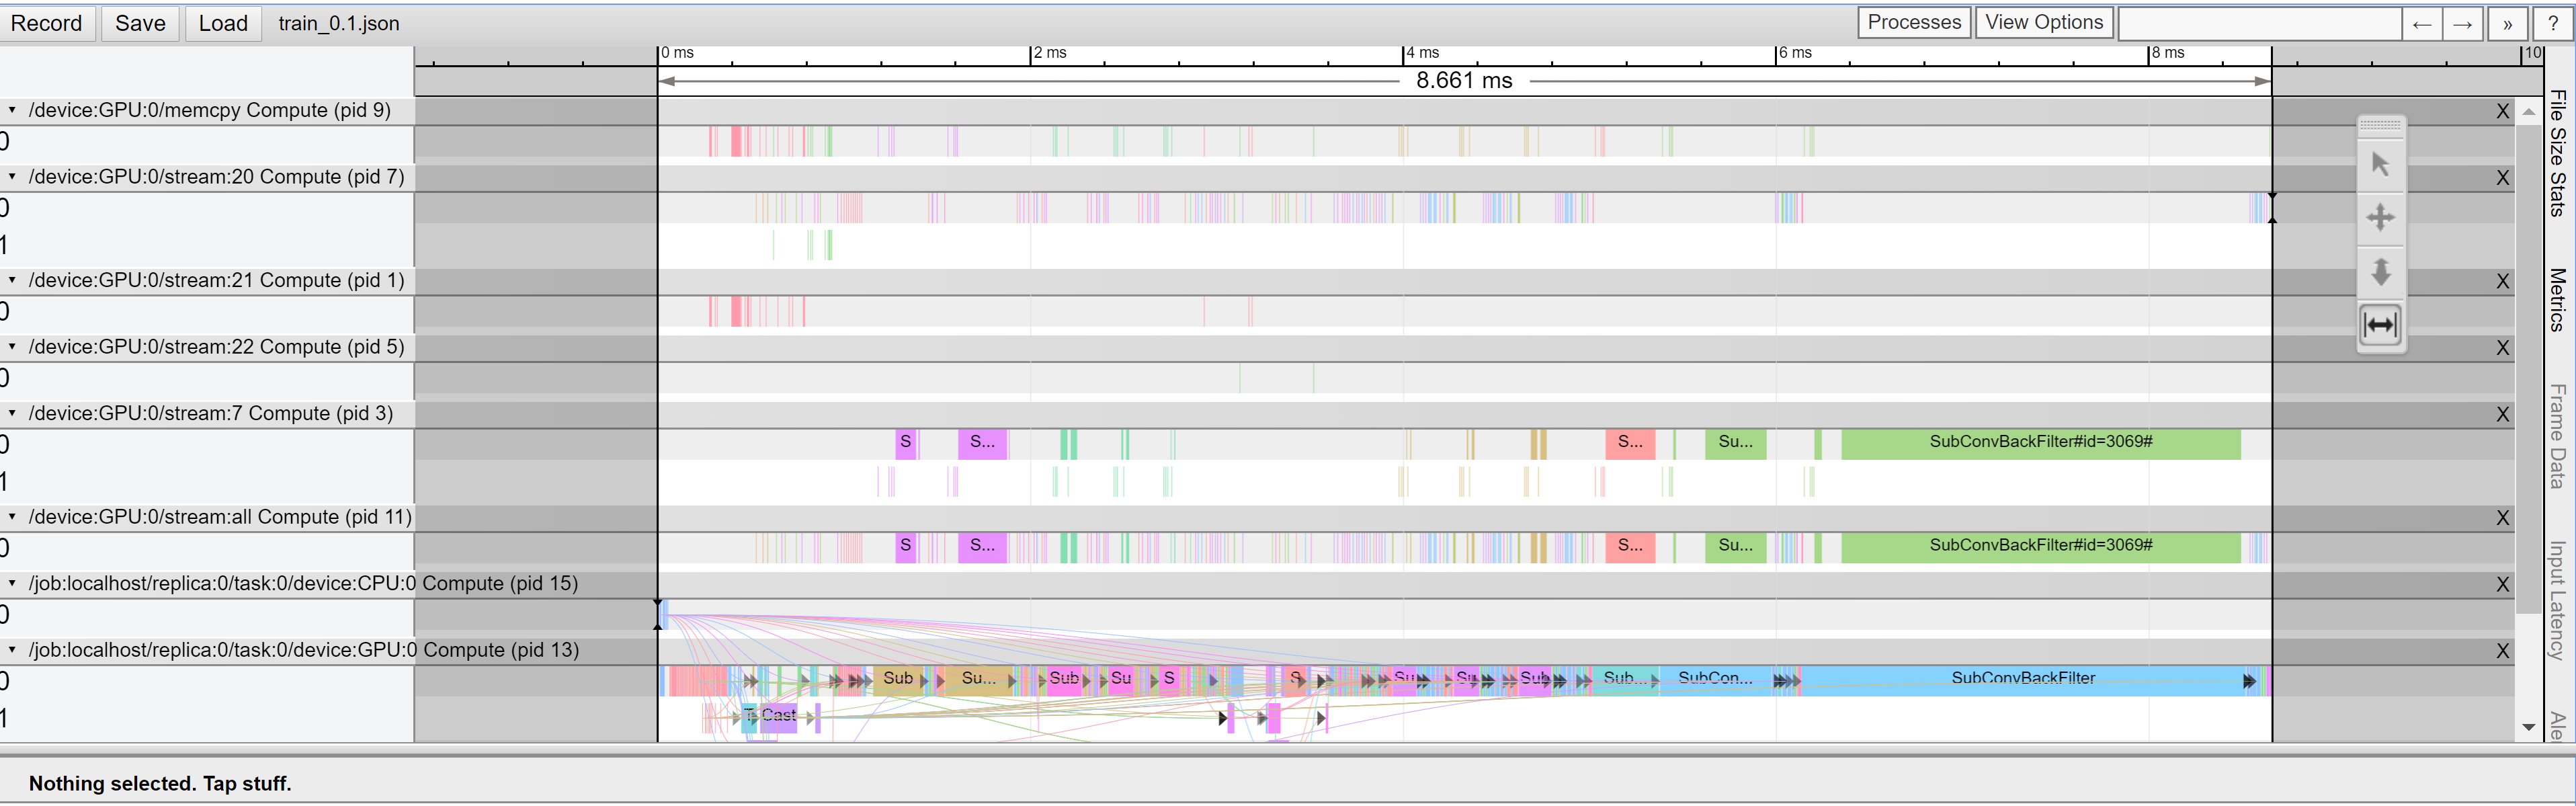 Record Save Load train_0.1.json Processes View Options ← → » ?
0 ms 2 ms 4 ms 6 ms 8 ms 10
8.661 ms
/device:GPU:0/memcpy Compute (pid 9) X
0
/device:GPU:0/stream:20 Compute (pid 7) X
0
1
/device:GPU:0/stream:21 Compute (pid 1) X
0
/device:GPU:0/stream:22 Compute (pid 5) X
0
/device:GPU:0/stream:7 Compute (pid 3) X
0 S S... S... Su... SubConvBackFilter#id=3069#
1
/device:GPU:0/stream:all Compute (pid 11) X
0 S S... S... Su... SubConvBackFilter#id=3069#
/job:localhost/replica:0/task:0/device:CPU:0 Compute (pid 15) X
0
/job:localhost/replica:0/task:0/device:GPU:0 Compute (pid 13) X
0 Sub Su... Sub Su S S Su Su Sub Sub... SubCon... SubConvBackFilter
1 Cast
File Size Stats
Metrics
Frame Data
Input Latency
Nothing selected. Tap stuff.